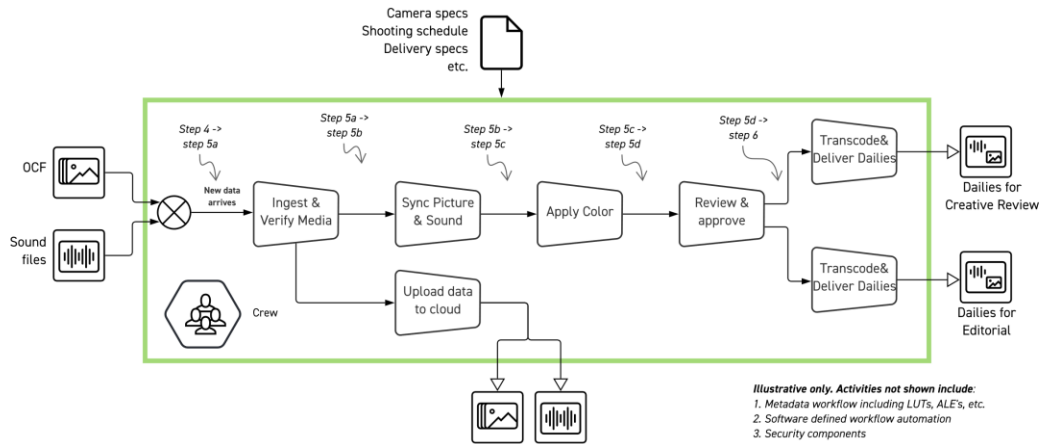 Camera specs
Shooting schedule
Delivery specs
etc.
Step 4 ->
step 5a
Step 5a ->
step 5b
Step 5b ->
step 5c
Step 5c ->
step 5d
Step 5d ->
step 6
OCF
Sound
files
New data
arrives
Ingest &
Verify Media
Sync Picture
& Sound
Apply Color
Review &
approve
Transcode&
Deliver Dailies
Dailies for
Creative Review
Upload data
to cloud
Crew
Transcode&
Deliver Dailies
Dailies for
Editorial
Illustrative only. Activities not shown include:
1. Metadata workflow including LUTs, ALE's, etc.
2. Software defined workflow automation
3. Security components